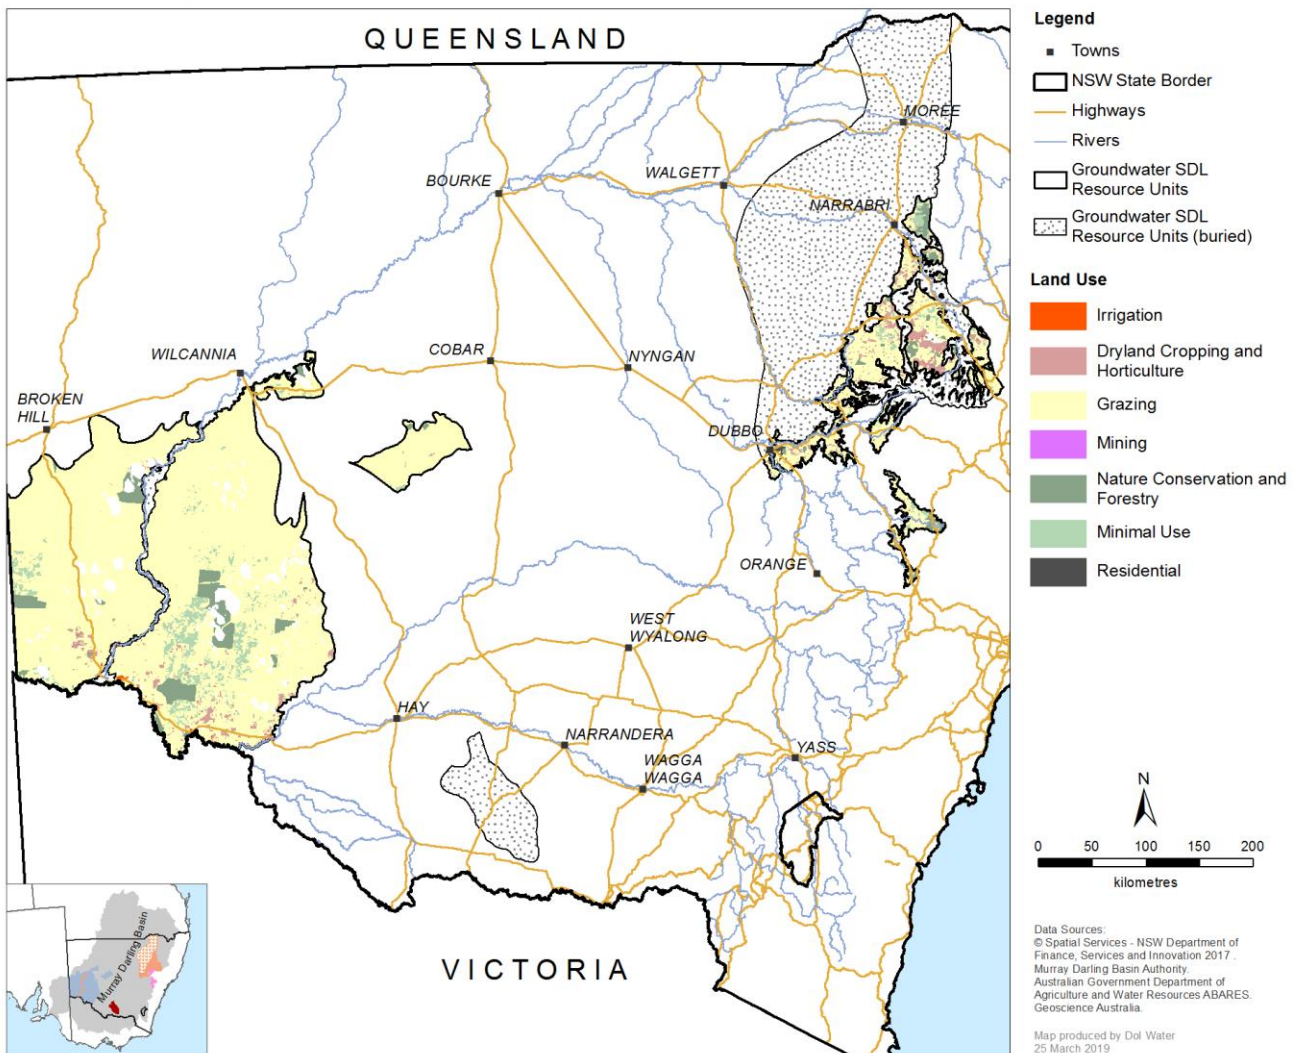 QUEENSLAND
MOREE
BOURKE
WALGETT
NARRABRI
WILCANNIA
COBAR
NYNGAN
BROKEN
HILL
DUBBO
ORANGE
WEST
WYALONG
HAY
NARRANDERA
WAGGA
WAGGA
YASS
VICTORIA
Murray Darling Basin
Legend
Towns
NSW State Border
Highways
Rivers
Groundwater SDL
Resource Units
Groundwater SDL
Resource Units (buried)
Land Use
Irrigation
Dryland Cropping and
Horticulture
Grazing
Mining
Nature Conservation and
Forestry
Minimal Use
Residential
N
0 50 100 150 200
kilometres
Data Sources:
© Spatial Services - NSW Department of
Finance, Services and Innovation 2017 .
Murray Darling Basin Authority.
Australian Government Department of
Agriculture and Water Resources ABARES.
Geoscience Australia.
Map produced by DoI Water
25 March 2019